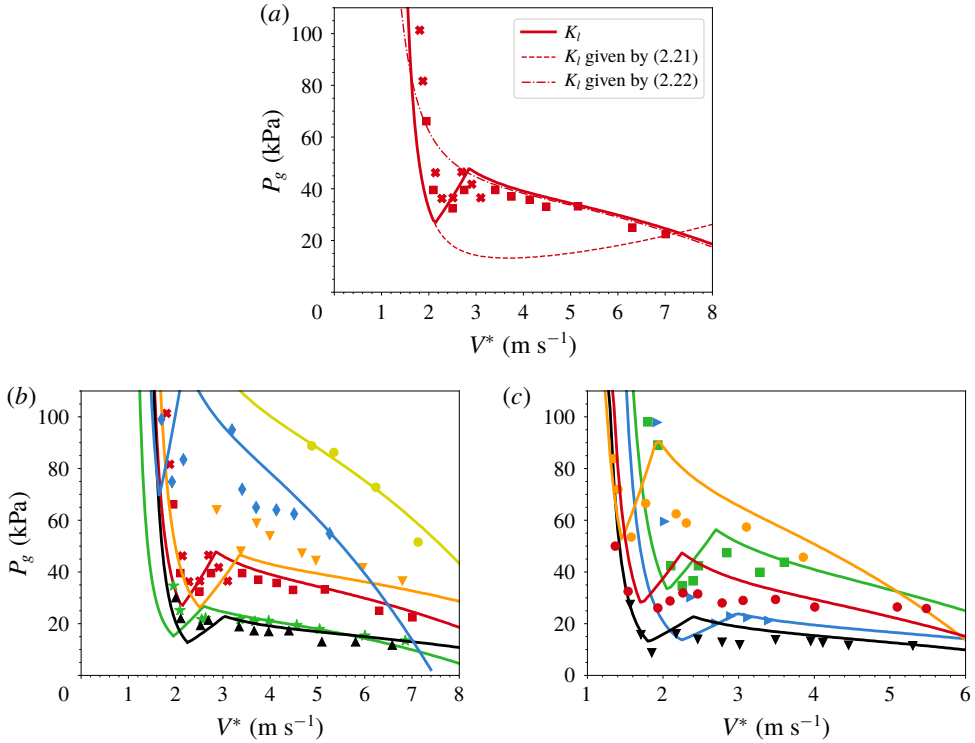 (a)
100
80
60
40
20
P_g (kPa)
K_l
K_l given by (2.21)
K_l given by (2.22)
0 1 2 3 4 5 6 7 8
V* (m s⁻¹)
(b)
100
80
60
40
20
P_g (kPa)
0 1 2 3 4 5 6 7 8
V* (m s⁻¹)
(c)
100
80
60
40
20
0
1 2 3 4 5 6
V* (m s⁻¹)